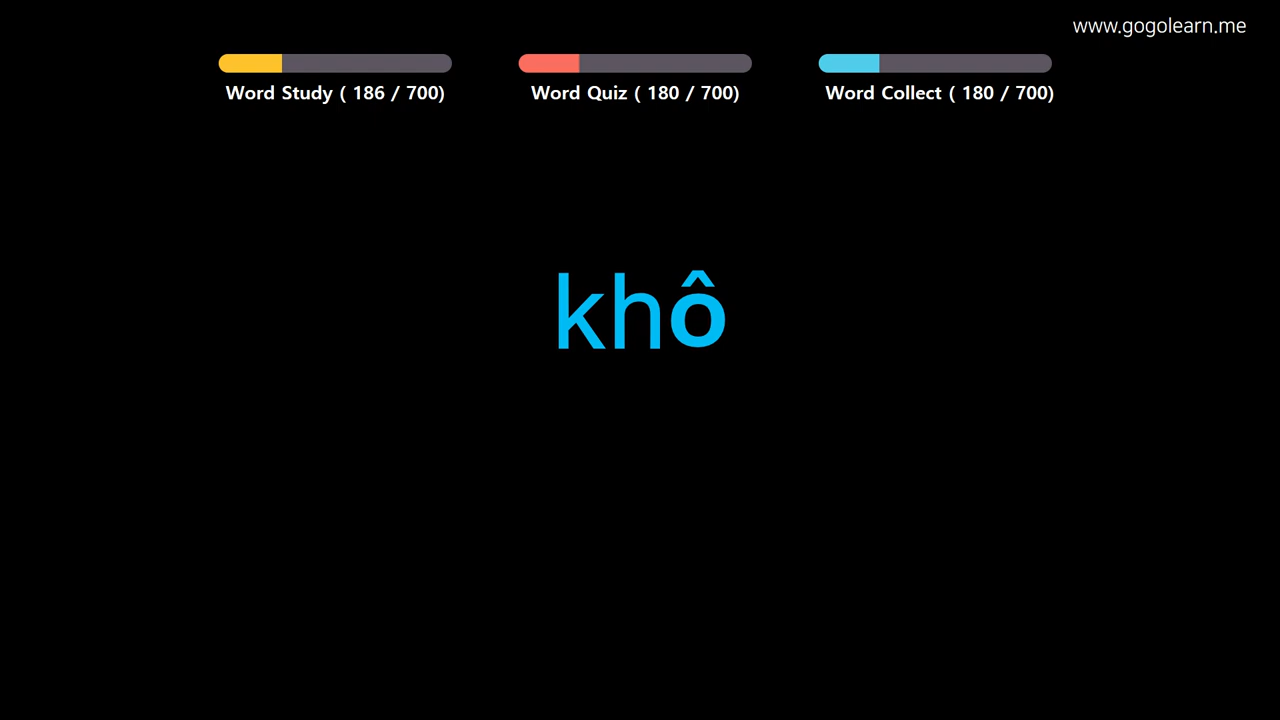 www.gogolearn.me
Word Study ( 186 / 700)
Word Quiz ( 180 / 700)
Word Collect ( 180 / 700)
khô